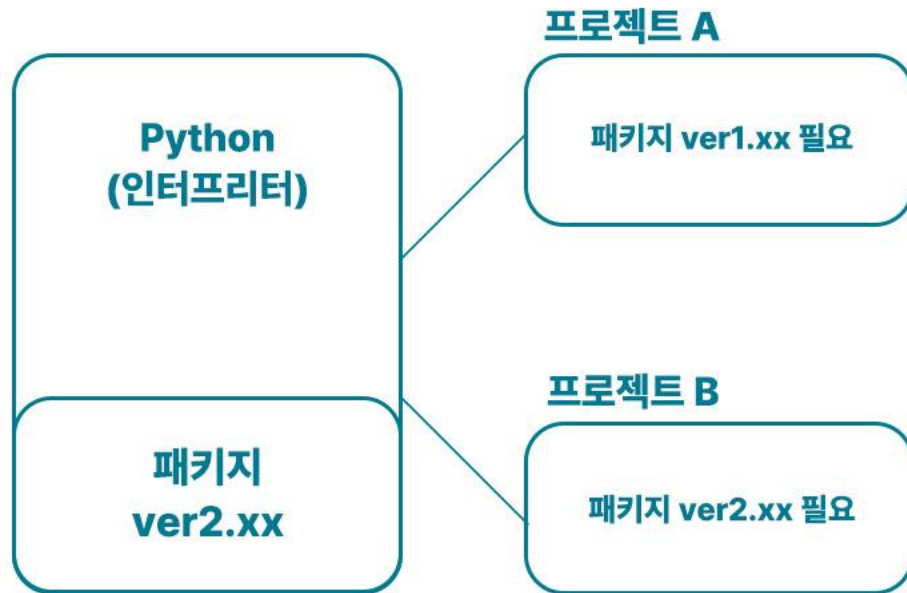 프로젝트 A
Python
(인터프리터)
패키지 ver1.xx 필요
프로젝트 B
패키지
ver2.xx
패키지 ver2.xx 필요